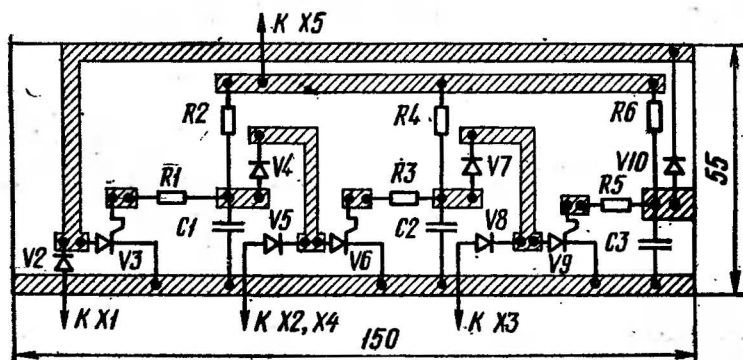 К X5
R2
R4
R6
V4
V7
V10
R1
R3
R5
55
C1
V5
C2
V8
C3
V2
V3
V6
V9
К X1
К X2, X4
К X3
150